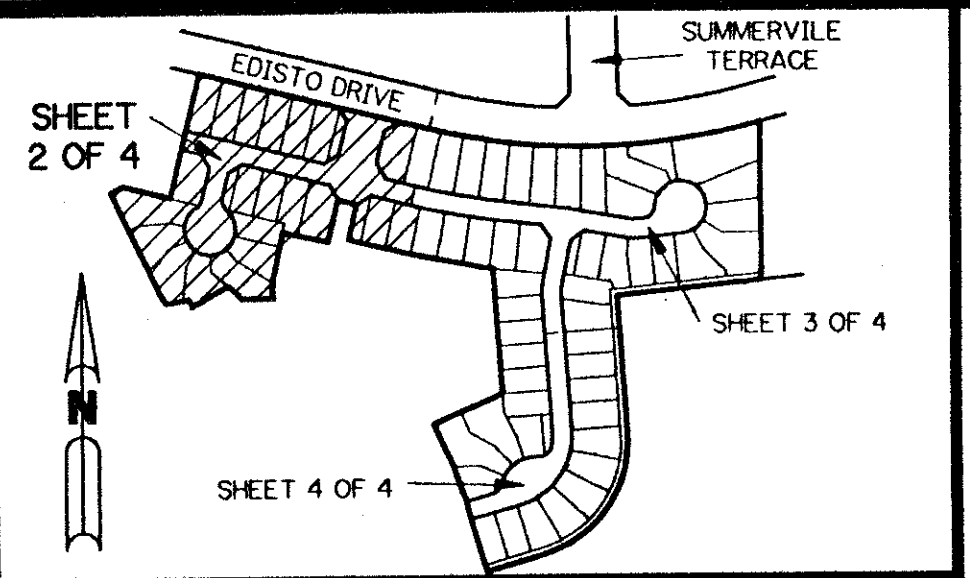 SUMMERVILE
TERRACE
EDISTO DRIVE
SHEET
2 OF 4
SHEET 3 OF 4
N
SHEET 4 OF 4